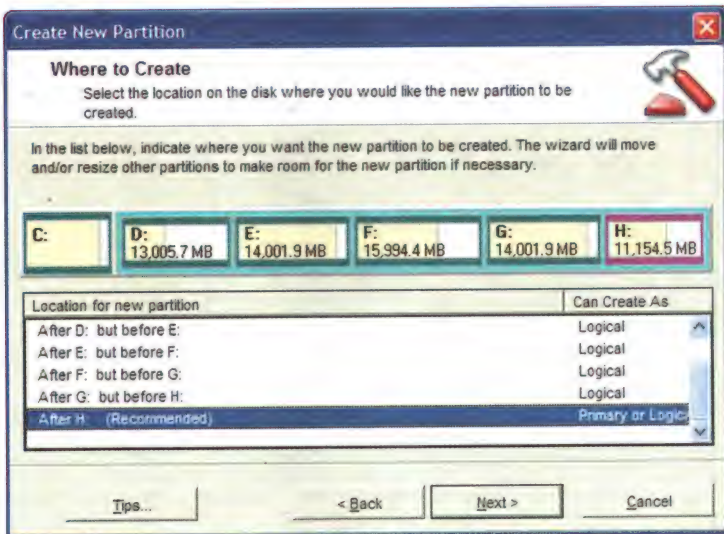 Create New Partition
Where to Create
Select the location on the disk where you would like the new partition to be
created.
In the list below, indicate where you want the new partition to be created. The wizard will move
and/or resize other partitions to make room for the new partition if necessary.
C:
D:
13,005.7 MB
E:
14,001.9 MB
F:
15,994.4 MB
G:
14,001.9 MB
H:
11,154.5 MB
Location for new partition
Can Create As
After D: but before E:
Logical
After E: but before F:
Logical
After F: but before G:
Logical
After G: but before H:
Logical
After H: (Recommended)
Primary or Logica
Tips...
< Back
Next >
Cancel